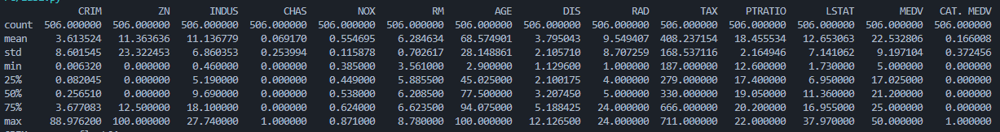 CRIM ZN INDUS CHAS NOX RM AGE DIS RAD TAX PTRATIO LSTAT MEDV CAT. MEDV
count 506.000000 506.000000 506.000000 506.000000 506.000000 506.000000 506.000000 506.000000 506.000000 506.000000 506.000000 506.000000 506.000000 506.000000
mean 3.613524 11.363636 11.136779 0.069170 0.554695 6.284634 68.574901 3.795043 9.549407 408.237154 18.455534 12.653063 22.532806 0.166008
std 8.601545 23.322453 6.860353 0.253994 0.115878 0.702617 28.148861 2.105710 8.707259 168.537116 2.164946 7.141062 9.197104 0.372456
min 0.006320 0.000000 0.460000 0.000000 0.385000 3.561000 2.900000 1.129600 1.000000 187.000000 12.600000 1.730000 5.000000 0.000000
25% 0.082045 0.000000 5.190000 0.000000 0.449000 5.885500 45.025000 2.100175 4.000000 279.000000 17.400000 6.950000 17.025000 0.000000
50% 0.256510 0.000000 9.690000 0.000000 0.538000 6.208500 77.500000 3.207450 5.000000 330.000000 19.050000 11.360000 21.200000 0.000000
75% 3.677083 12.500000 18.100000 0.000000 0.624000 6.623500 94.075000 5.188425 24.000000 666.000000 20.200000 16.955000 25.000000 0.000000
max 88.976200 100.000000 27.740000 1.000000 0.871000 8.780000 100.000000 12.126500 24.000000 711.000000 22.000000 37.970000 50.000000 1.000000